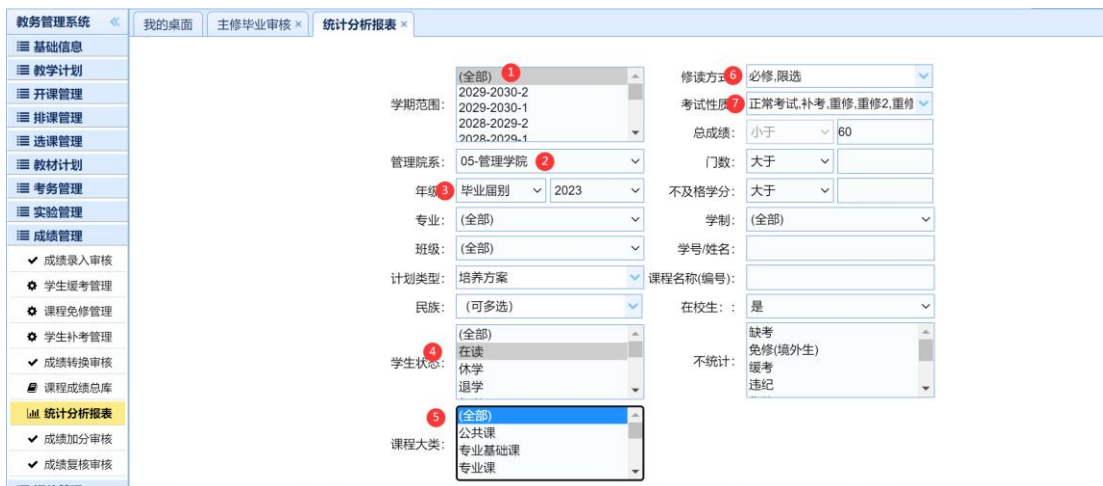 教务管理系统 《
我的桌面 主修毕业审核 × 统计分析报表 ×
基础信息
教学计划
开课管理
排课管理
选课管理
教材计划
考务管理
实验管理
成绩管理
成绩录入审核
学生缓考管理
课程免修管理
学生补考管理
成绩转换审核
课程成绩总库
统计分析报表
成绩加分审核
成绩复核审核
学期范围: (全部) 1
2029-2030-2
2029-2030-1
2028-2029-2
2028-2029-1
管理院系: 05-管理学院 2
年级 3 毕业届别 2023
专业: (全部)
班级: (全部)
计划类型: 培养方案
民族: (可多选)
学生状态: 4 (全部)
在读
休学
退学
课程大类: 5 (全部)
公共课
专业基础课
专业课
修读方式 6 必修,限选
考试性质 7 正常考试,补考,重修,重修2,重修
总成绩: 小于 60
门数: 大于
不及格学分: 大于
学制: (全部)
学号/姓名:
课程名称(编号):
在校生: : 是
不统计: 缺考
免修(境外生)
缓考
违纪